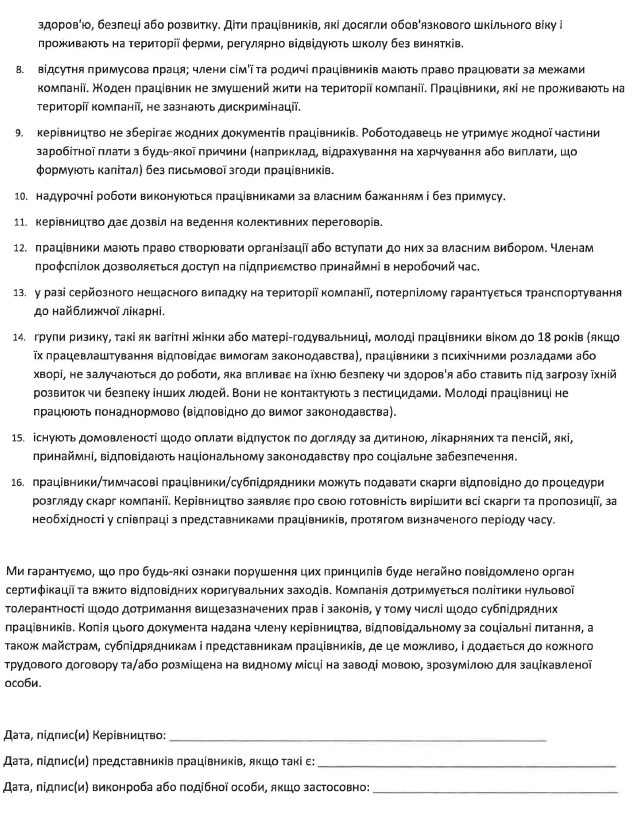 здоров'ю, безпеці або розвитку. Діти працівників, які досягли обов'язкового шкільного віку і
проживають на території ферми, регулярно відвідують школу без винятків.
8. відсутня примусова праця; члени сім'ї та родичі працівників мають право працювати за межами
компанії. Жоден працівник не змушений жити на території компанії. Працівники, які не проживають на
території компанії, не зазнають дискримінації.
9. керівництво не зберігає жодних документів працівників. Роботодавець не утримує жодної частини
заробітної плати з будь-якої причини (наприклад, відрахування на харчування або виплати, що
формують капітал) без письмової згоди працівників.
10. надурочні роботи виконуються працівниками за власним бажанням і без примусу.
11. керівництво дає дозвіл на ведення колективних переговорів.
12. працівники мають право створювати організації або вступати до них за власним вибором. Членам
профспілок дозволяється доступ на підприємство принаймні в неробочий час.
13. у разі серйозного нещасного випадку на території компанії, потерпілому гарантується транспортування
до найближчої лікарні.
14. групи ризику, такі як вагітні жінки або матері-годувальниці, молоді працівники віком до 18 років (якщо
їх працевлаштування відповідає вимогам законодавства), працівники з психічними розладами або
хворі, не залучаються до роботи, яка впливає на їхню безпеку чи здоров'я або ставить під загрозу їхній
розвиток чи безпеку інших людей. Вони не контактують з пестицидами. Молоді працівниці не
працюють понаднормово (відповідно до вимог законодавства).
15. існують домовленості щодо оплати відпусток по догляду за дитиною, лікарняних та пенсій, які,
принаймні, відповідають національному законодавству про соціальне забезпечення.
16. працівники/тимчасові працівники/субпідрядники можуть подавати скарги відповідно до процедури
розгляду скарг компанії. Керівництво заявляє про свою готовність вирішити всі скарги та пропозиції, за
необхідності у співпраці з представниками працівників, протягом визначеного періоду часу.
Ми гарантуємо, що про будь-які ознаки порушення цих принципів буде негайно повідомлено орган
сертифікації та вжито відповідних коригувальних заходів. Компанія дотримується політики нульової
толерантності щодо дотримання вищезазначених прав і законів, у тому числі щодо субпідрядних
працівників. Копія цього документа надана члену керівництва, відповідальному за соціальні питання, а
також майстрам, субпідрядникам і представникам працівників, де це можливо, і додається до кожного
трудового договору та/або розміщена на видному місці на заводі мовою, зрозумілою для зацікавленої
особи.
Дата, підпис(и) Керівництво:
Дата, підпис(и) представників працівників, якщо такі є:
Дата, підпис(и) виконроба або подібної особи, якщо застосовно: